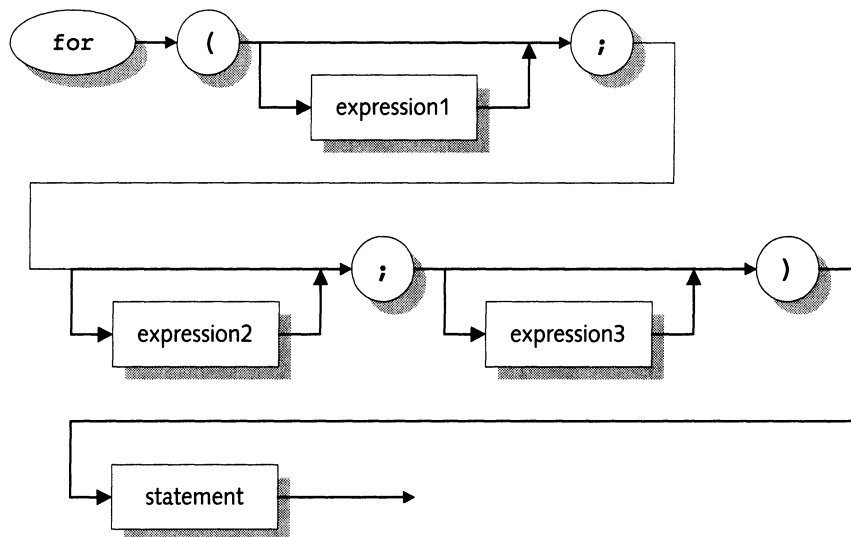 for ( ;
expression1
; )
expression2 expression3
statement